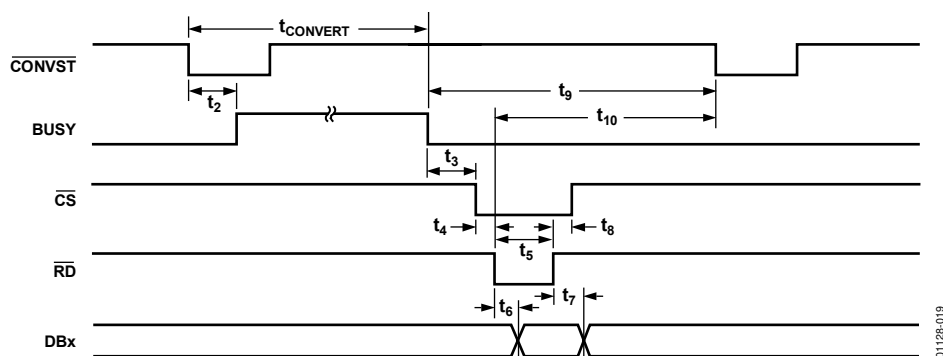 tCONVERT
CONVST
t2
t9
t10
BUSY
t3
CS
t4
t8
t5
RD
t6
t7
DBx
01128-019